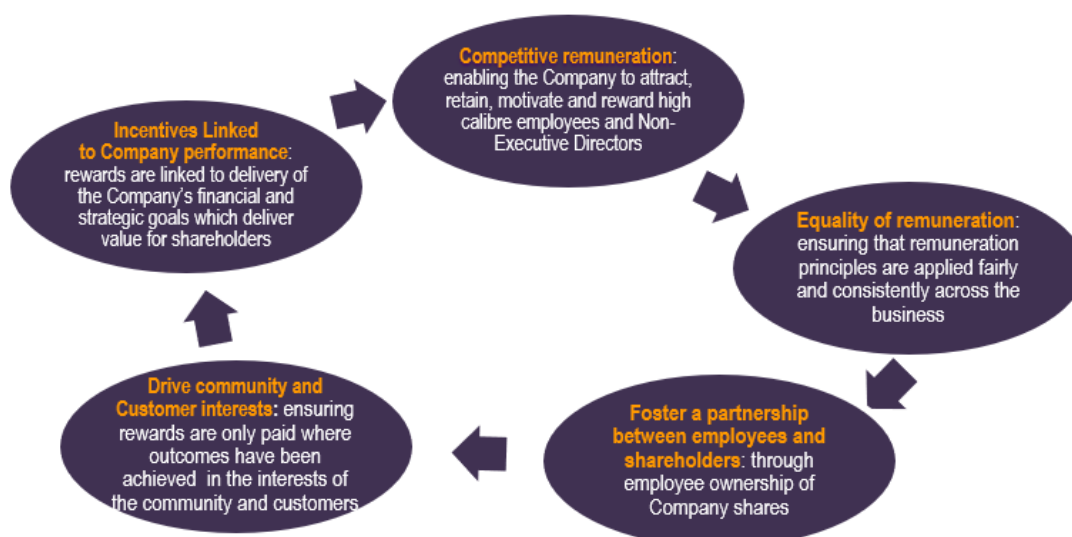 Competitive remuneration:
enabling the Company to attract,
retain, motivate and reward high
calibre employees and Non-
Executive Directors
Equality of remuneration:
ensuring that remuneration
principles are applied fairly
and consistently across the
business
Foster a partnership
between employees and
shareholders: through
employee ownership of
Company shares
Drive community and
Customer interests: ensuring
rewards are only paid where
outcomes have been
achieved in the interests of
the community and customers
Incentives Linked
to Company performance:
rewards are linked to delivery of
the Company's financial and
strategic goals which deliver
value for shareholders